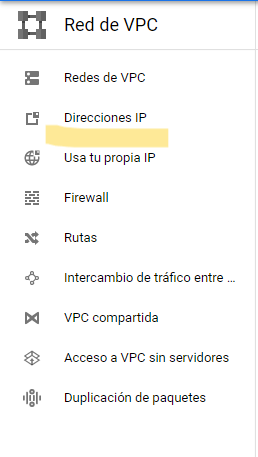 Red de VPC
Redes de VPC
Direcciones IP
Usa tu propia IP
Firewall
Rutas
Intercambio de tráfico entre ...
VPC compartida
Acceso a VPC sin servidores
Duplicación de paquetes